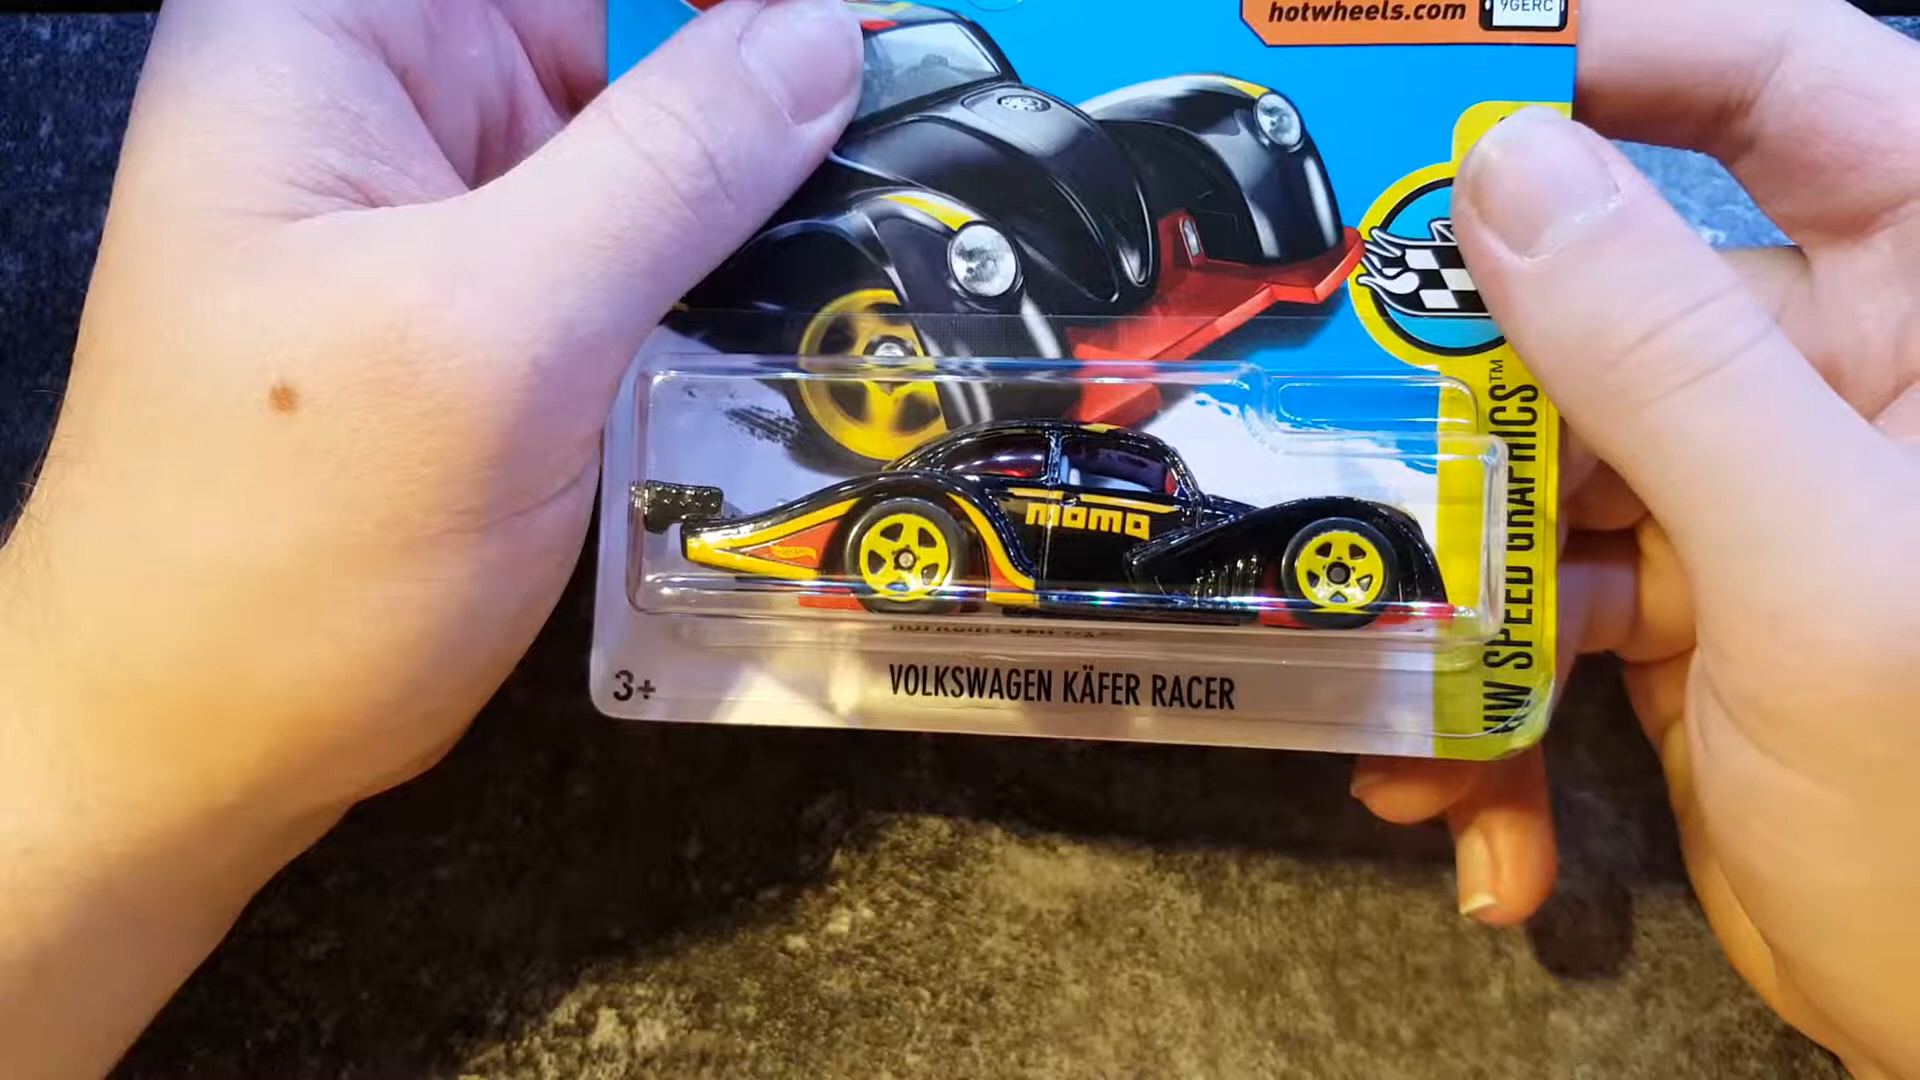 hotwheels.com
9GERC
momo
HW SPEED GRAPHICS™
3+
VOLKSWAGEN KÄFER RACER